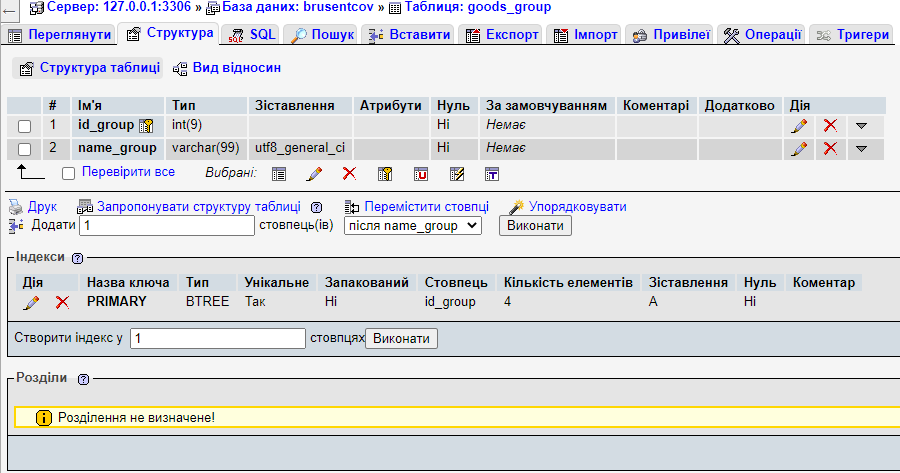 Сервер: 127.0.0.1:3306 » База даних: brusentcov » Таблиця: goods_group
Переглянути Структура SQL Пошук Вставити Експорт Імпорт Привілеї Операції Тригери
Структура таблиці Вид відносин
# Ім'я Тип Зіставлення Атрибути Нуль За замовчуванням Коментарі Додатково Дія
1 id_group int(9) Ні Немає
2 name_group varchar(99) utf8_general_ci Ні Немає
Перевірити все Вибрані:
Друк Запропонувати структуру таблиці Перемістити стовпці Упорядковувати
Додати 1 стовпець(ів) після name_group Виконати
Індекси
Дія Назва ключа Тип Унікальне Запакований Стовпець Кількість елементів Зіставлення Нуль Коментар
PRIMARY BTREE Так Ні id_group 4 A Ні
Створити індекс у 1 стовпцях Виконати
Розділи
Розділення не визначене!